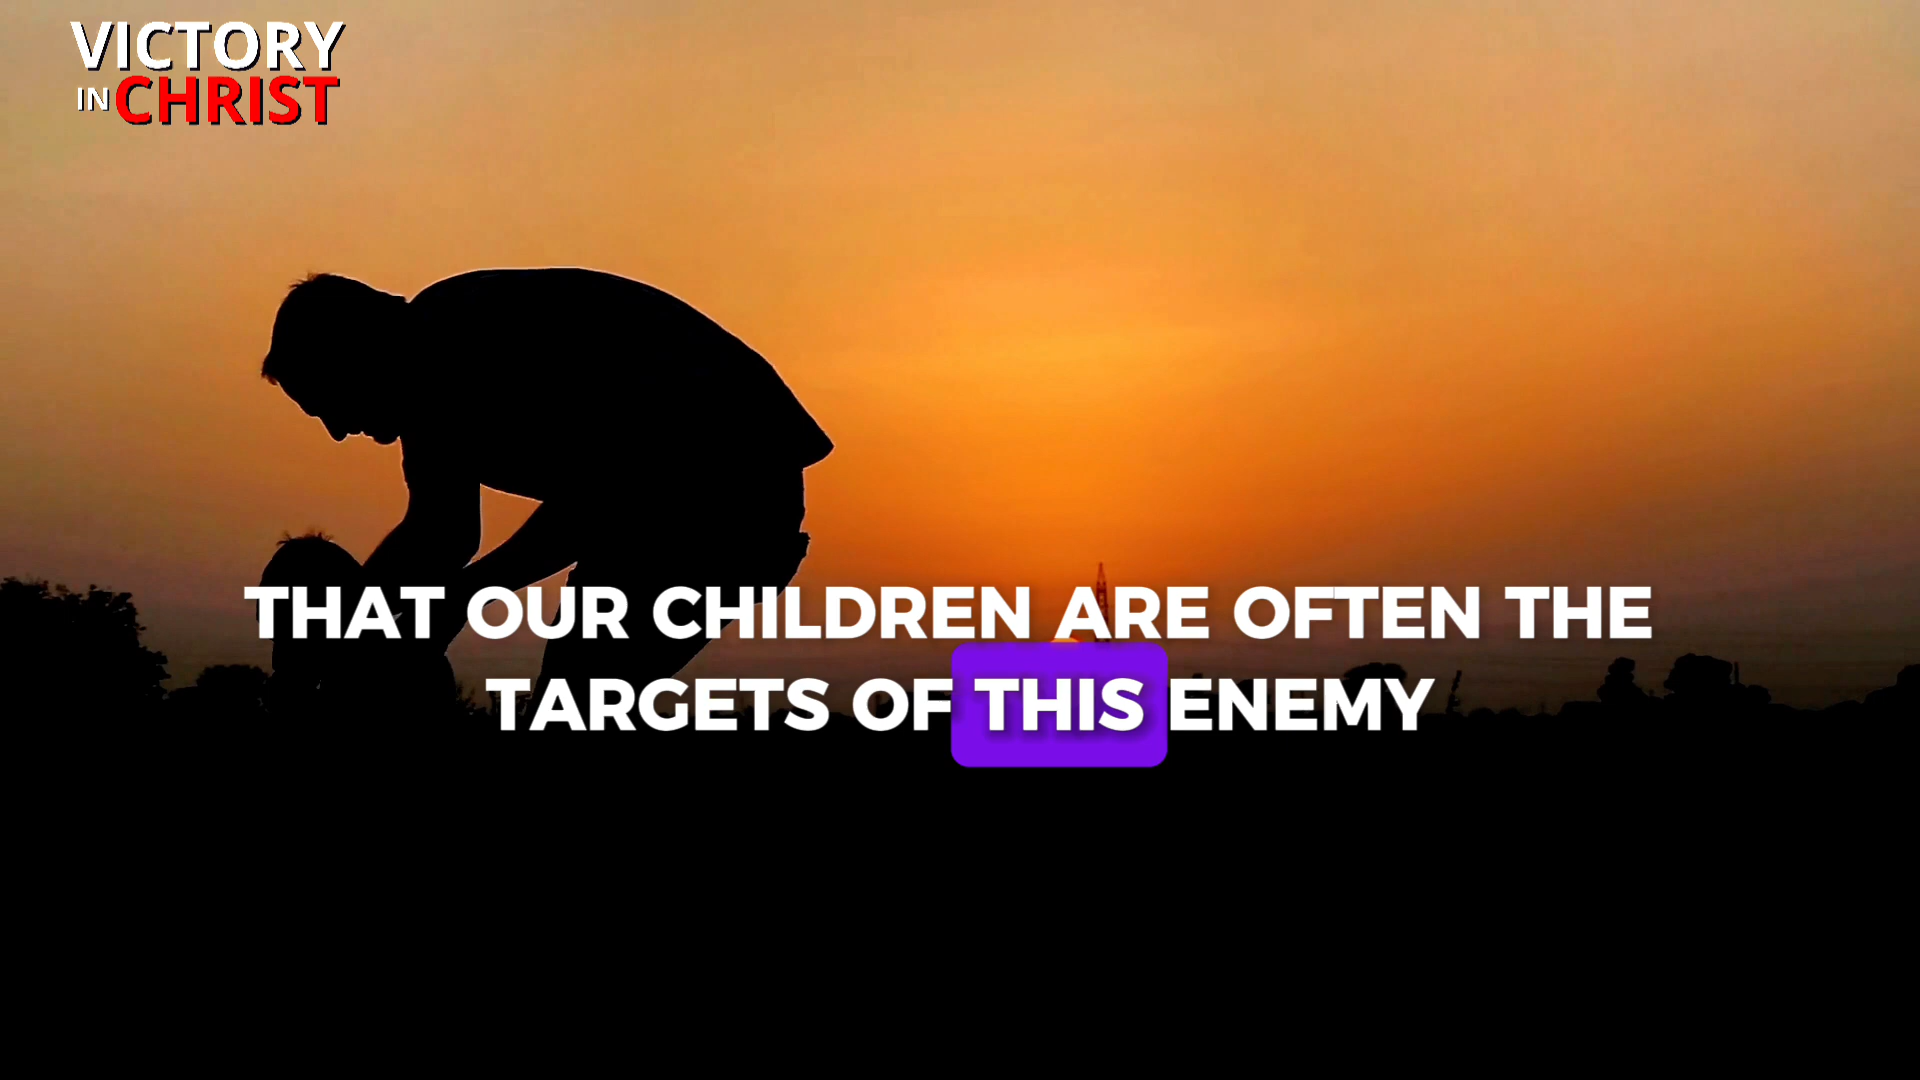 VICTORY
IN CHRIST
THAT OUR CHILDREN ARE OFTEN THE
TARGETS OF THIS ENEMY